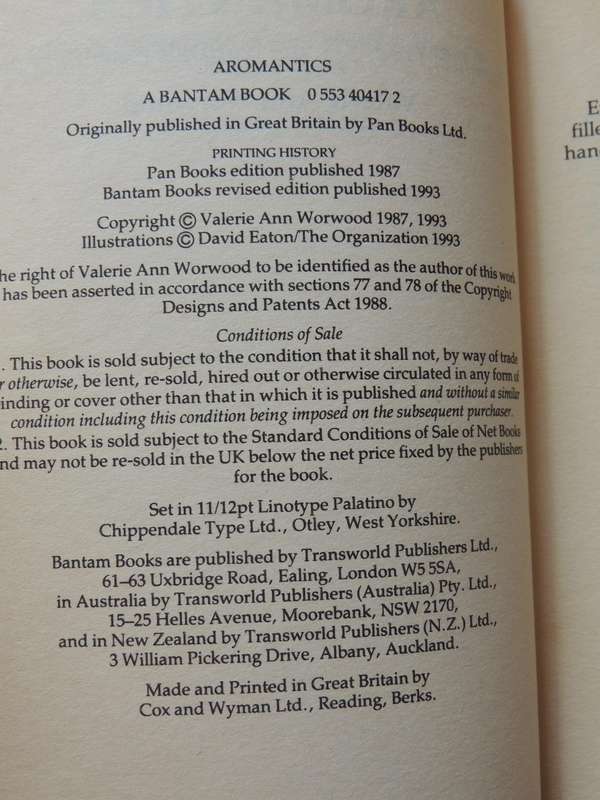 AROMANTICS
A BANTAM BOOK 0 553 40417 2
Originally published in Great Britain by Pan Books Ltd.
PRINTING HISTORY
Pan Books edition published 1987
Bantam Books revised edition published 1993
Copyright © Valerie Ann Worwood 1987, 1993
Illustrations © David Eaton/The Organization 1993
he right of Valerie Ann Worwood to be identified as the author of this work
has been asserted in accordance with sections 77 and 78 of the Copyright
Designs and Patents Act 1988.
Conditions of Sale
. This book is sold subject to the condition that it shall not, by way of trade
r otherwise, be lent, re-sold, hired out or otherwise circulated in any form of
inding or cover other than that in which it is published and without a similar
condition including this condition being imposed on the subsequent purchaser.
2. This book is sold subject to the Standard Conditions of Sale of Net Books
nd may not be re-sold in the UK below the net price fixed by the publishers
for the book.
Set in 11/12pt Linotype Palatino by
Chippendale Type Ltd., Otley, West Yorkshire.
Bantam Books are published by Transworld Publishers Ltd.,
61–63 Uxbridge Road, Ealing, London W5 5SA,
in Australia by Transworld Publishers (Australia) Pty. Ltd.,
15–25 Helles Avenue, Moorebank, NSW 2170,
and in New Zealand by Transworld Publishers (N.Z.) Ltd.,
3 William Pickering Drive, Albany, Auckland.
Made and Printed in Great Britain by
Cox and Wyman Ltd., Reading, Berks.
E
fille
hand